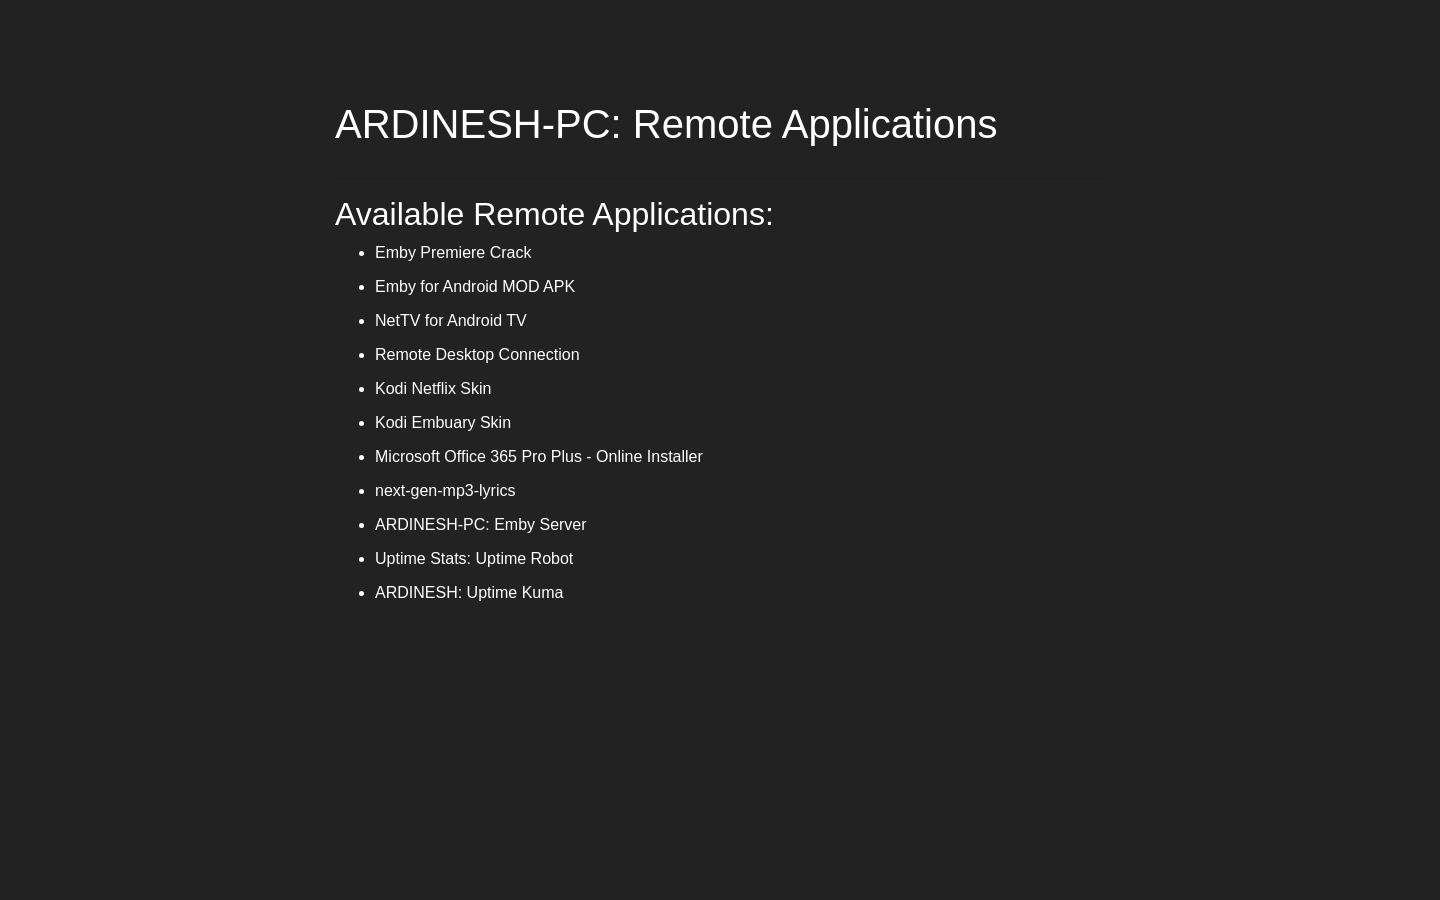 ARDINESH-PC: Remote Applications
Available Remote Applications:
Emby Premiere Crack
Emby for Android MOD APK
NetTV for Android TV
Remote Desktop Connection
Kodi Netflix Skin
Kodi Embuary Skin
Microsoft Office 365 Pro Plus - Online Installer
next-gen-mp3-lyrics
ARDINESH-PC: Emby Server
Uptime Stats: Uptime Robot
ARDINESH: Uptime Kuma